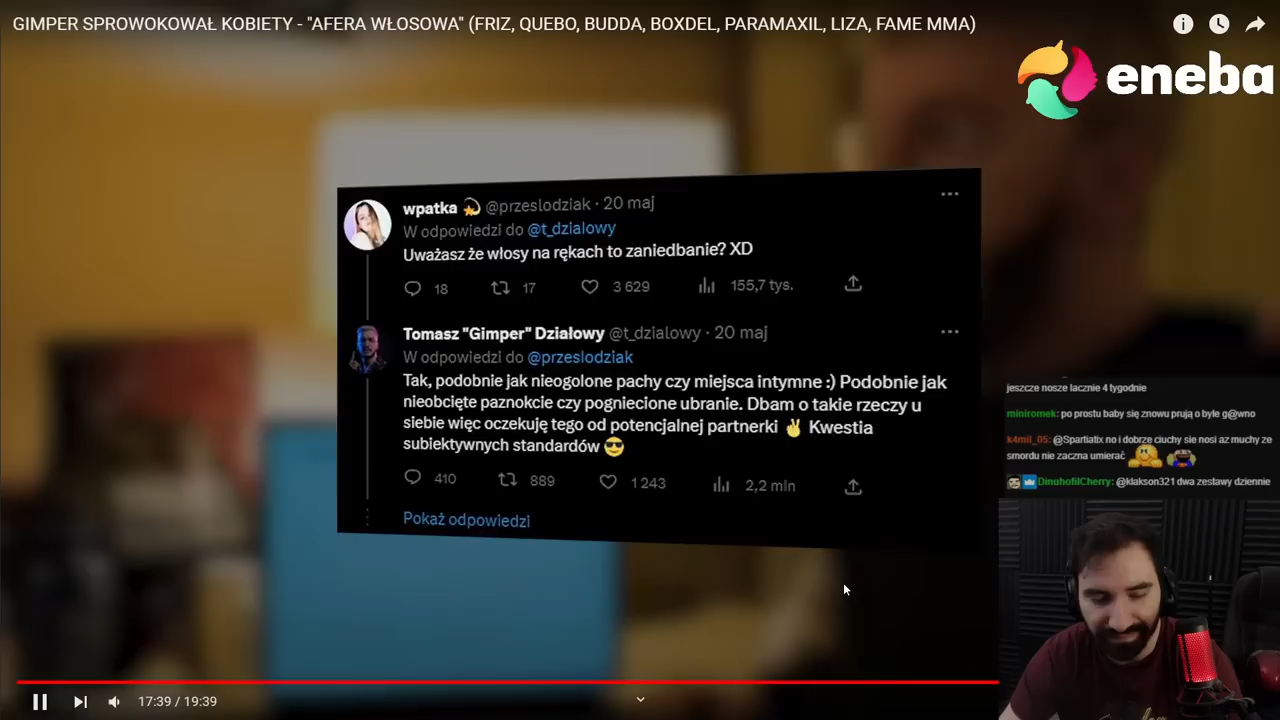 GIMPER SPROWOKOWAŁ KOBIETY - "AFERA WŁOSOWA" (FRIZ, QUEBO, BUDDA, BOXDEL, PARAMAXIL, LIZA, FAME MMA)
eneba
wpatka 💫 @przeslodziak · 20 maj
W odpowiedzi do @t_dzialowy
Uważasz że włosy na rękach to zaniedbanie? XD
18 17 3 629 155,7 tys.
Tomasz "Gimper" Działowy @t_dzialowy · 20 maj
W odpowiedzi do @przeslodziak
Tak, podobnie jak nieogolone pachy czy miejsca intymne :) Podobnie jak
nieobcięte paznokcie czy pogniecione ubranie. Dbam o takie rzeczy u
siebie więc oczekuję tego od potencjalnej partnerki ✌️ Kwestia
subiektywnych standardów 😎
410 889 1 243 2,2 mln
Pokaż odpowiedzi
jeszcze nosze lacznie 4 tygodnie
miniromek: po prostu baby się znowu prują o byle g@wno
k4mil_05: @Spartiatix no i dobrze ciuchy sie nosi az muchy ze
smordu nie zaczna umierać
DinuhofilCherry: @klakson321 dwa zestawy dziennie
17:39 / 19:39